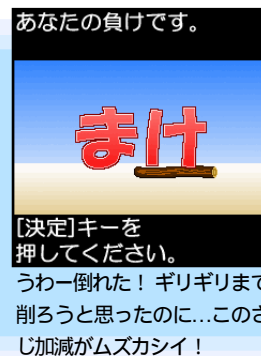 あなたの負けです。
まけ
[決定]キーを
押してください。
うわー倒れた！ギリギリまで
削ろうと思ったのに…このさ
じ加減がムズカシイ！